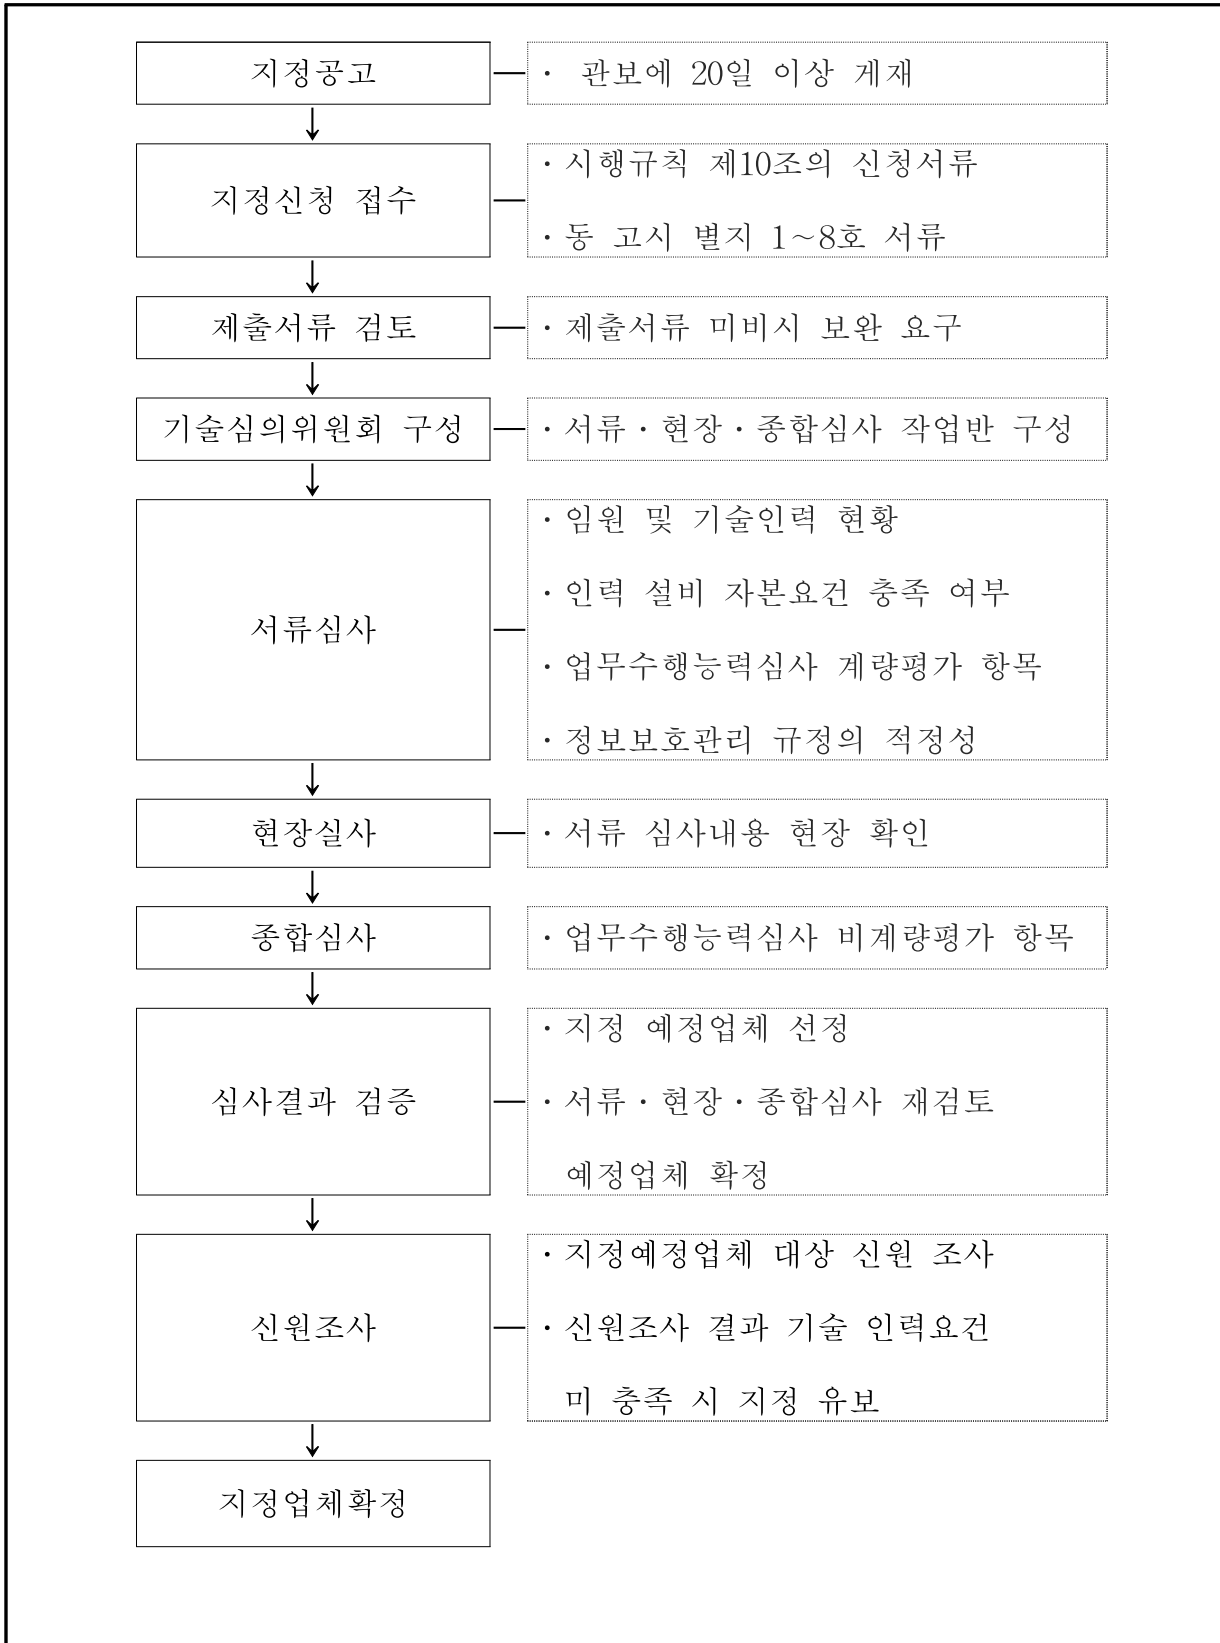 지정공고
· 관보에 20일 이상 게재
지정신청 접수
· 시행규칙 제10조의 신청서류
· 동 고시 별지 1~8호 서류
제출서류 검토
· 제출서류 미비시 보완 요구
기술심의위원회 구성
· 서류·현장·종합심사 작업반 구성
서류심사
· 임원 및 기술인력 현황
· 인력 설비 자본요건 충족 여부
· 업무수행능력심사 계량평가 항목
· 정보보호관리 규정의 적정성
현장실사
· 서류 심사내용 현장 확인
종합심사
· 업무수행능력심사 비계량평가 항목
심사결과 검증
· 지정 예정업체 선정
· 서류·현장·종합심사 재검토
예정업체 확정
신원조사
· 지정예정업체 대상 신원 조사
· 신원조사 결과 기술 인력요건
미 충족 시 지정 유보
지정업체확정